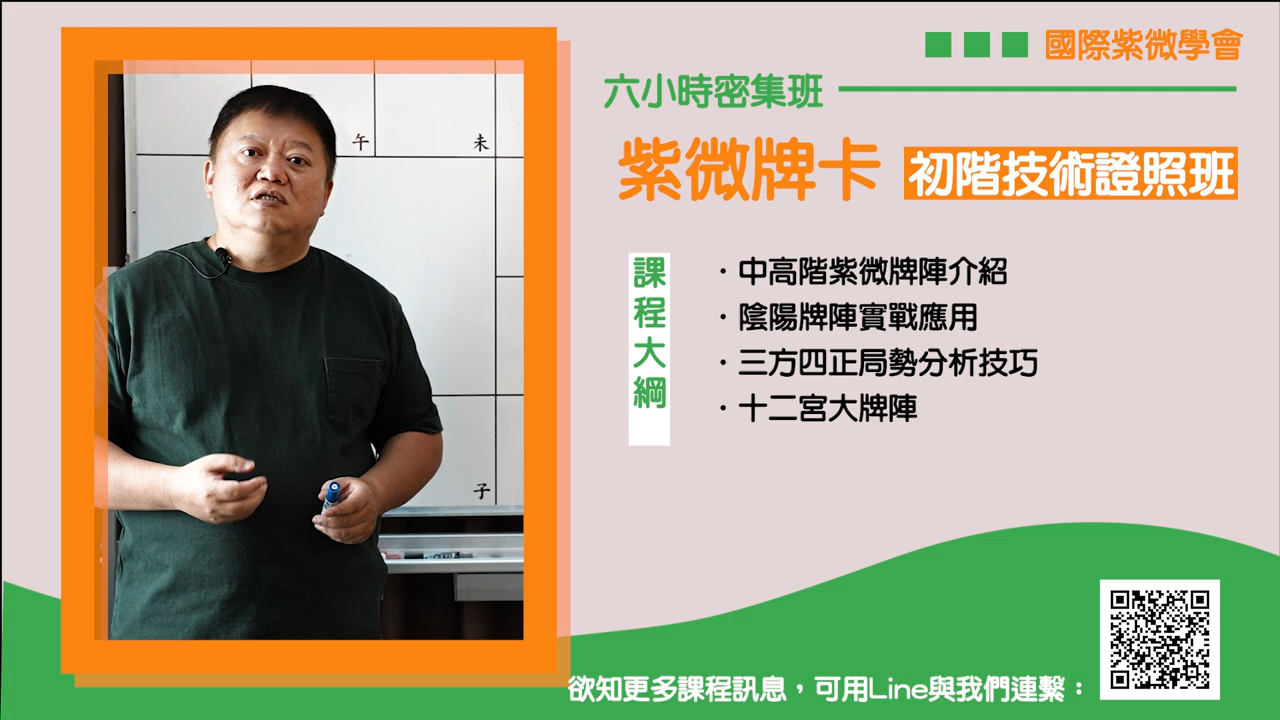 國際紫微學會
六小時密集班
紫微牌卡 初階技術證照班
課程大綱
・中高階紫微牌陣介紹
・陰陽牌陣實戰應用
・三方四正局勢分析技巧
・十二宮大牌陣
午 未
子
欲知更多課程訊息，可用Line與我們連繫：